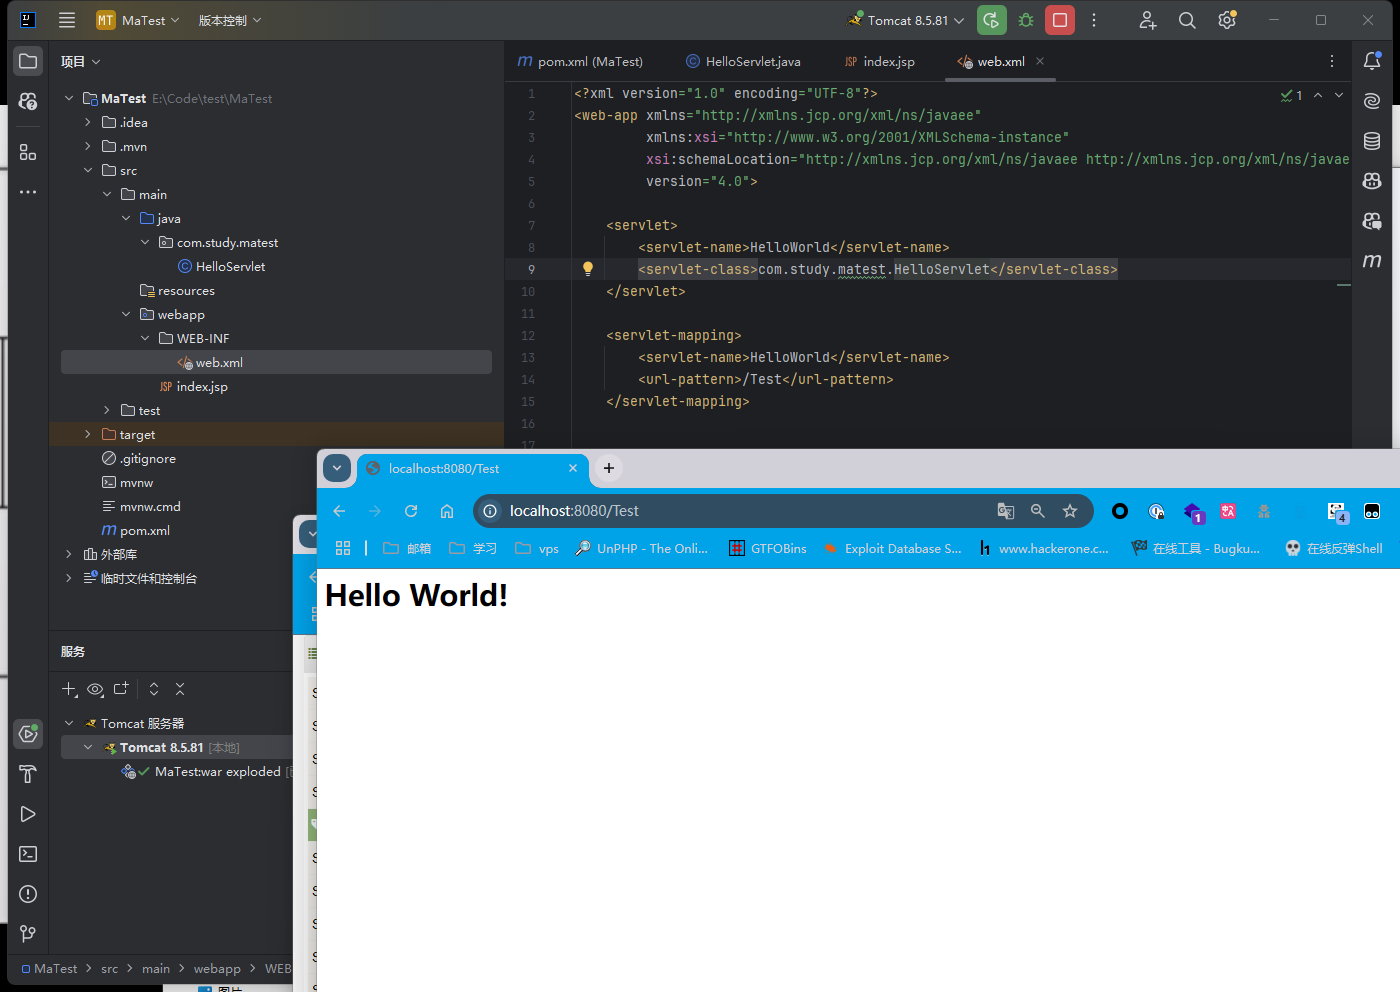 MT MaTest 版本控制 Tomcat 8.5.81
项目
MaTest E:\Code\test\MaTest
.idea
.mvn
src
main
java
com.study.matest
HelloServlet
resources
webapp
WEB-INF
web.xml
JSP index.jsp
test
target
.gitignore
mvnw
mvnw.cmd
m pom.xml
外部库
临时文件和控制台
m pom.xml (MaTest) HelloServlet.java JSP index.jsp web.xml
1
1 <?xml version="1.0" encoding="UTF-8"?>
2 <web-app xmlns="http://xmlns.jcp.org/xml/ns/javaee"
3 xmlns:xsi="http://www.w3.org/2001/XMLSchema-instance"
4 xsi:schemaLocation="http://xmlns.jcp.org/xml/ns/javaee http://xmlns.jcp.org/xml/ns/javae
5 version="4.0">
6
7 <servlet>
8 <servlet-name>HelloWorld</servlet-name>
9 <servlet-class>com.study.matest.HelloServlet</servlet-class>
10 </servlet>
11
12 <servlet-mapping>
13 <servlet-name>HelloWorld</servlet-name>
14 <url-pattern>/Test</url-pattern>
15 </servlet-mapping>
16
17
服务
Tomcat 服务器
Tomcat 8.5.81 [本地]
MaTest:war exploded
MaTest > src > main > webapp > WEB
localhost:8080/Test
localhost:8080/Test
1
4
邮箱 学习 vps UnPHP - The Onli... GTFOBins Exploit Database S... www.hackerone.c... 在线工具 - Bugku... 在线反弹Shell
Hello World!